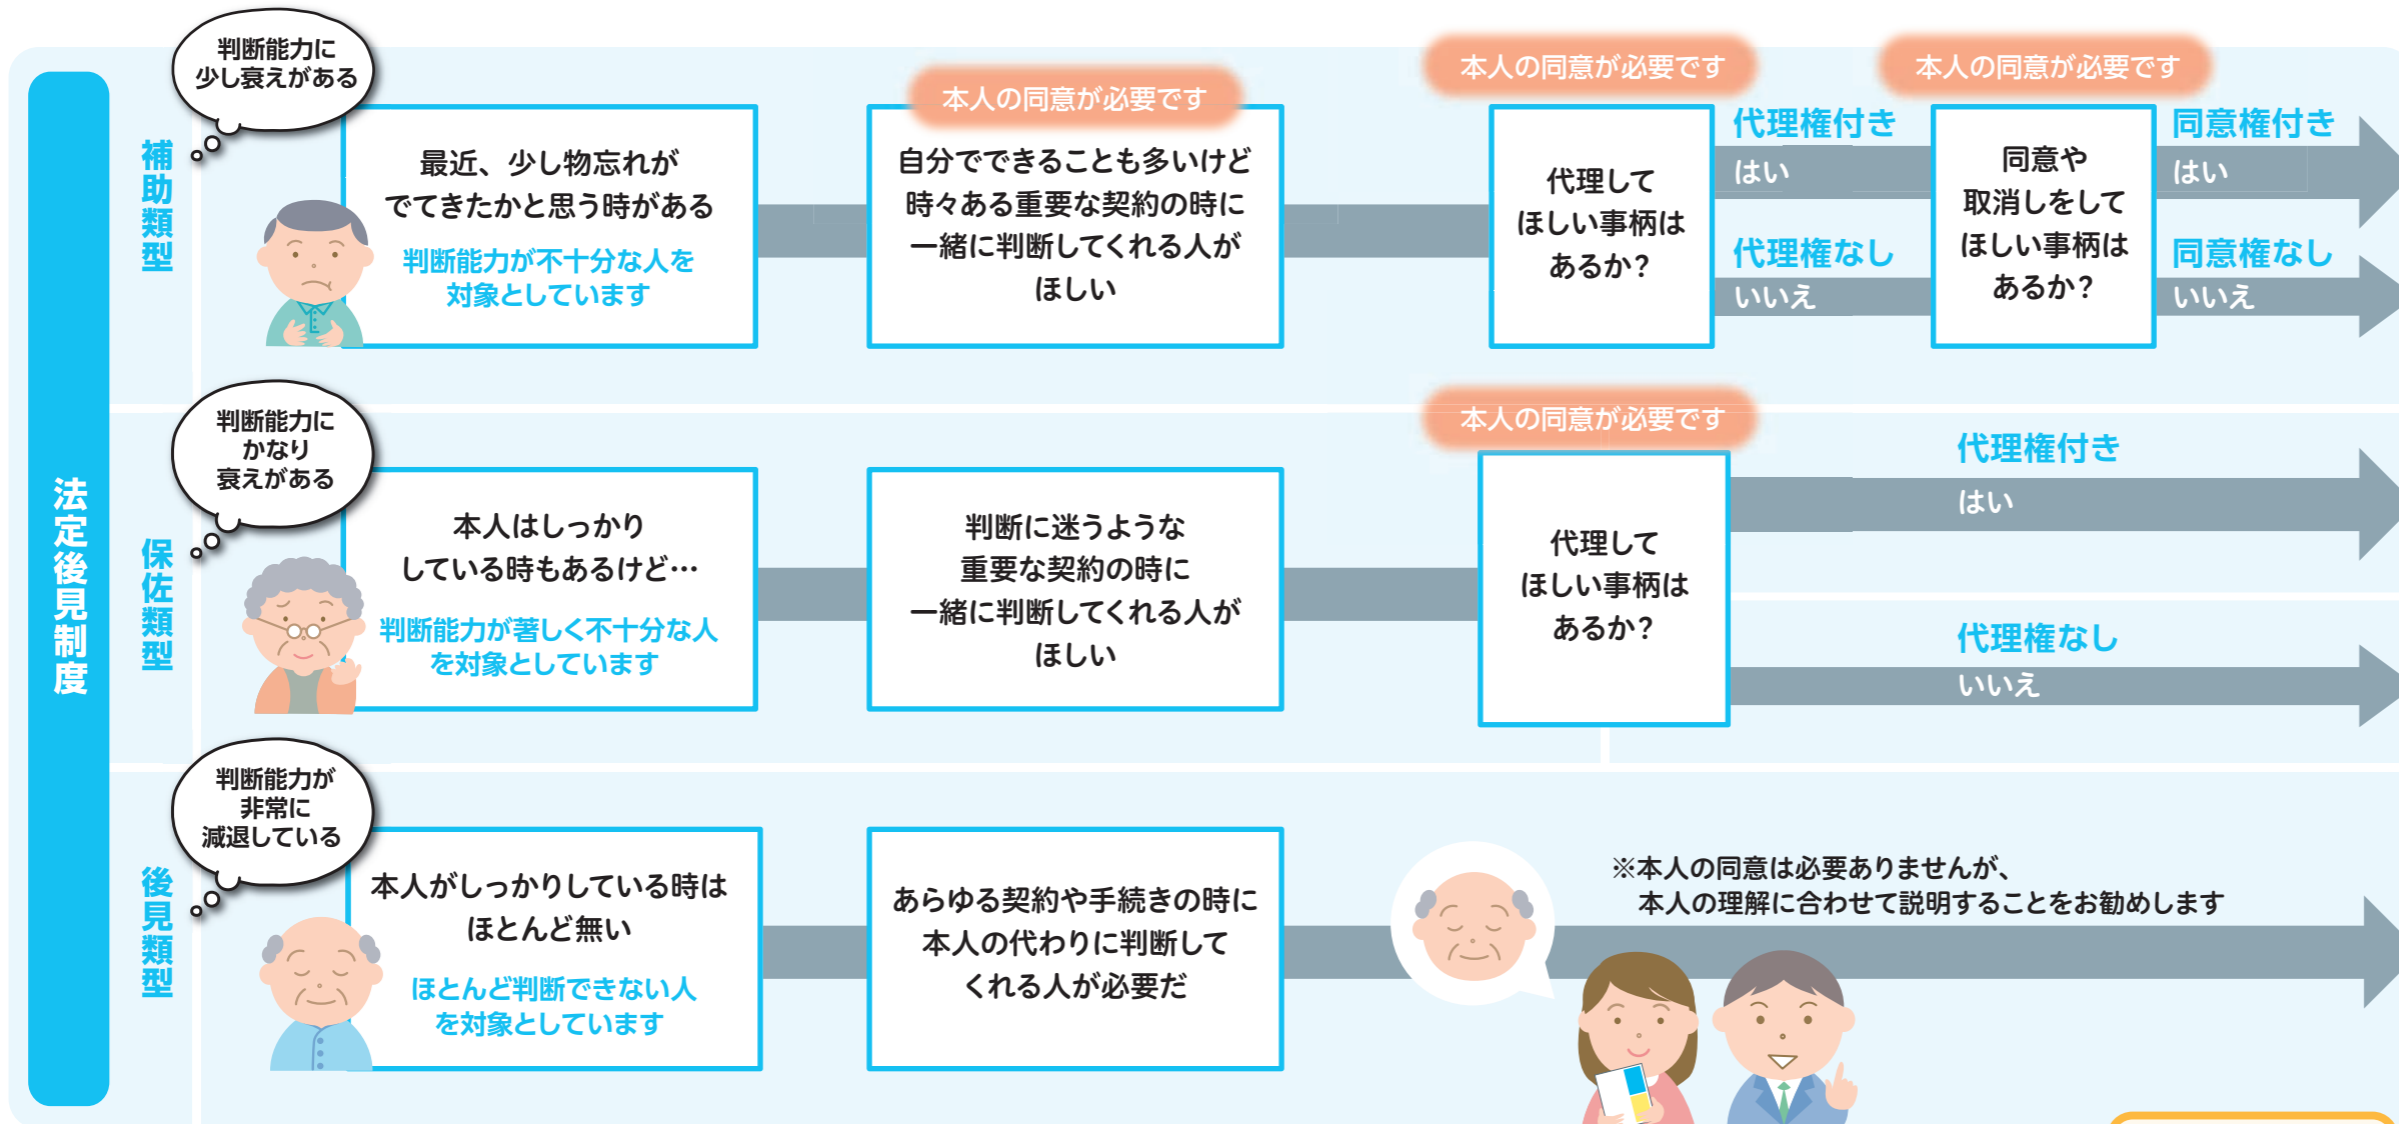 法定後見制度
補助類型
判断能力に
少し衰えがある
最近、少し物忘れが
でてきたかと思う時がある
判断能力が不十分な人を
対象としています
本人の同意が必要です
自分でできることも多いけど
時々ある重要な契約の時に
一緒に判断してくれる人が
ほしい
本人の同意が必要です
代理して
ほしい事柄は
あるか?
代理権付き
はい
代理権なし
いいえ
本人の同意が必要です
同意や
取消しをして
ほしい事柄は
あるか?
同意権付き
はい
同意権なし
いいえ
保佐類型
判断能力に
かなり
衰えがある
本人はしっかり
している時もあるけど…
判断能力が著しく不十分な人
を対象としています
判断に迷うような
重要な契約の時に
一緒に判断してくれる人が
ほしい
本人の同意が必要です
代理して
ほしい事柄は
あるか?
代理権付き
はい
代理権なし
いいえ
後見類型
判断能力が
非常に
減退している
本人がしっかりしている時は
ほとんど無い
ほとんど判断できない人
を対象としています
あらゆる契約や手続きの時に
本人の代わりに判断して
くれる人が必要だ
※本人の同意は必要ありませんが、
本人の理解に合わせて説明することをお勧めします